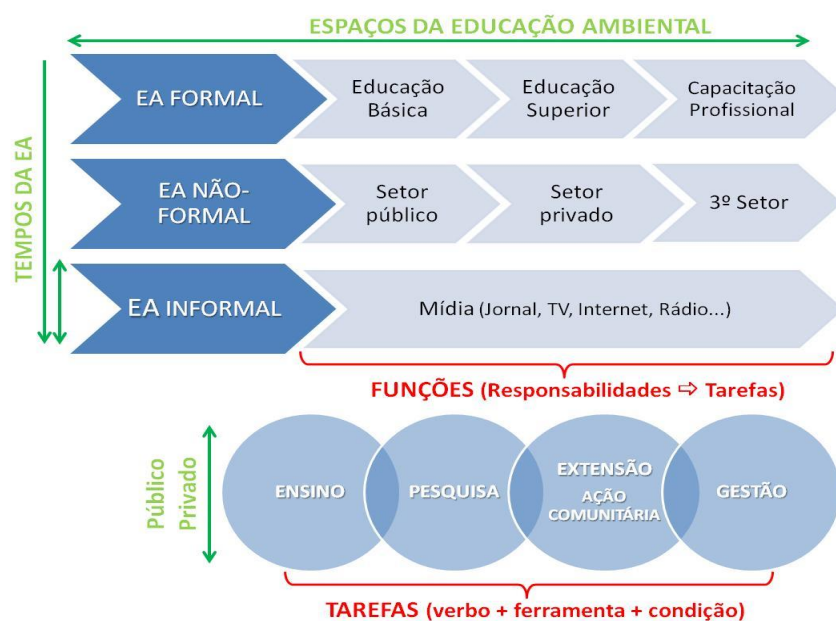 ESPAÇOS DA EDUCAÇÃO AMBIENTAL
TEMPOS DA EA
EA FORMAL
Educação
Básica
Educação
Superior
Capacitação
Profissional
EA NÃO-
FORMAL
Setor
público
Setor
privado
3º Setor
EA INFORMAL
Mídia (Jornal, TV, Internet, Rádio...)
FUNÇÕES (Responsabilidades ⇨ Tarefas)
Público
Privado
ENSINO
PESQUISA
EXTENSÃO
AÇÃO
COMUNITÁRIA
GESTÃO
TAREFAS (verbo + ferramenta + condição)